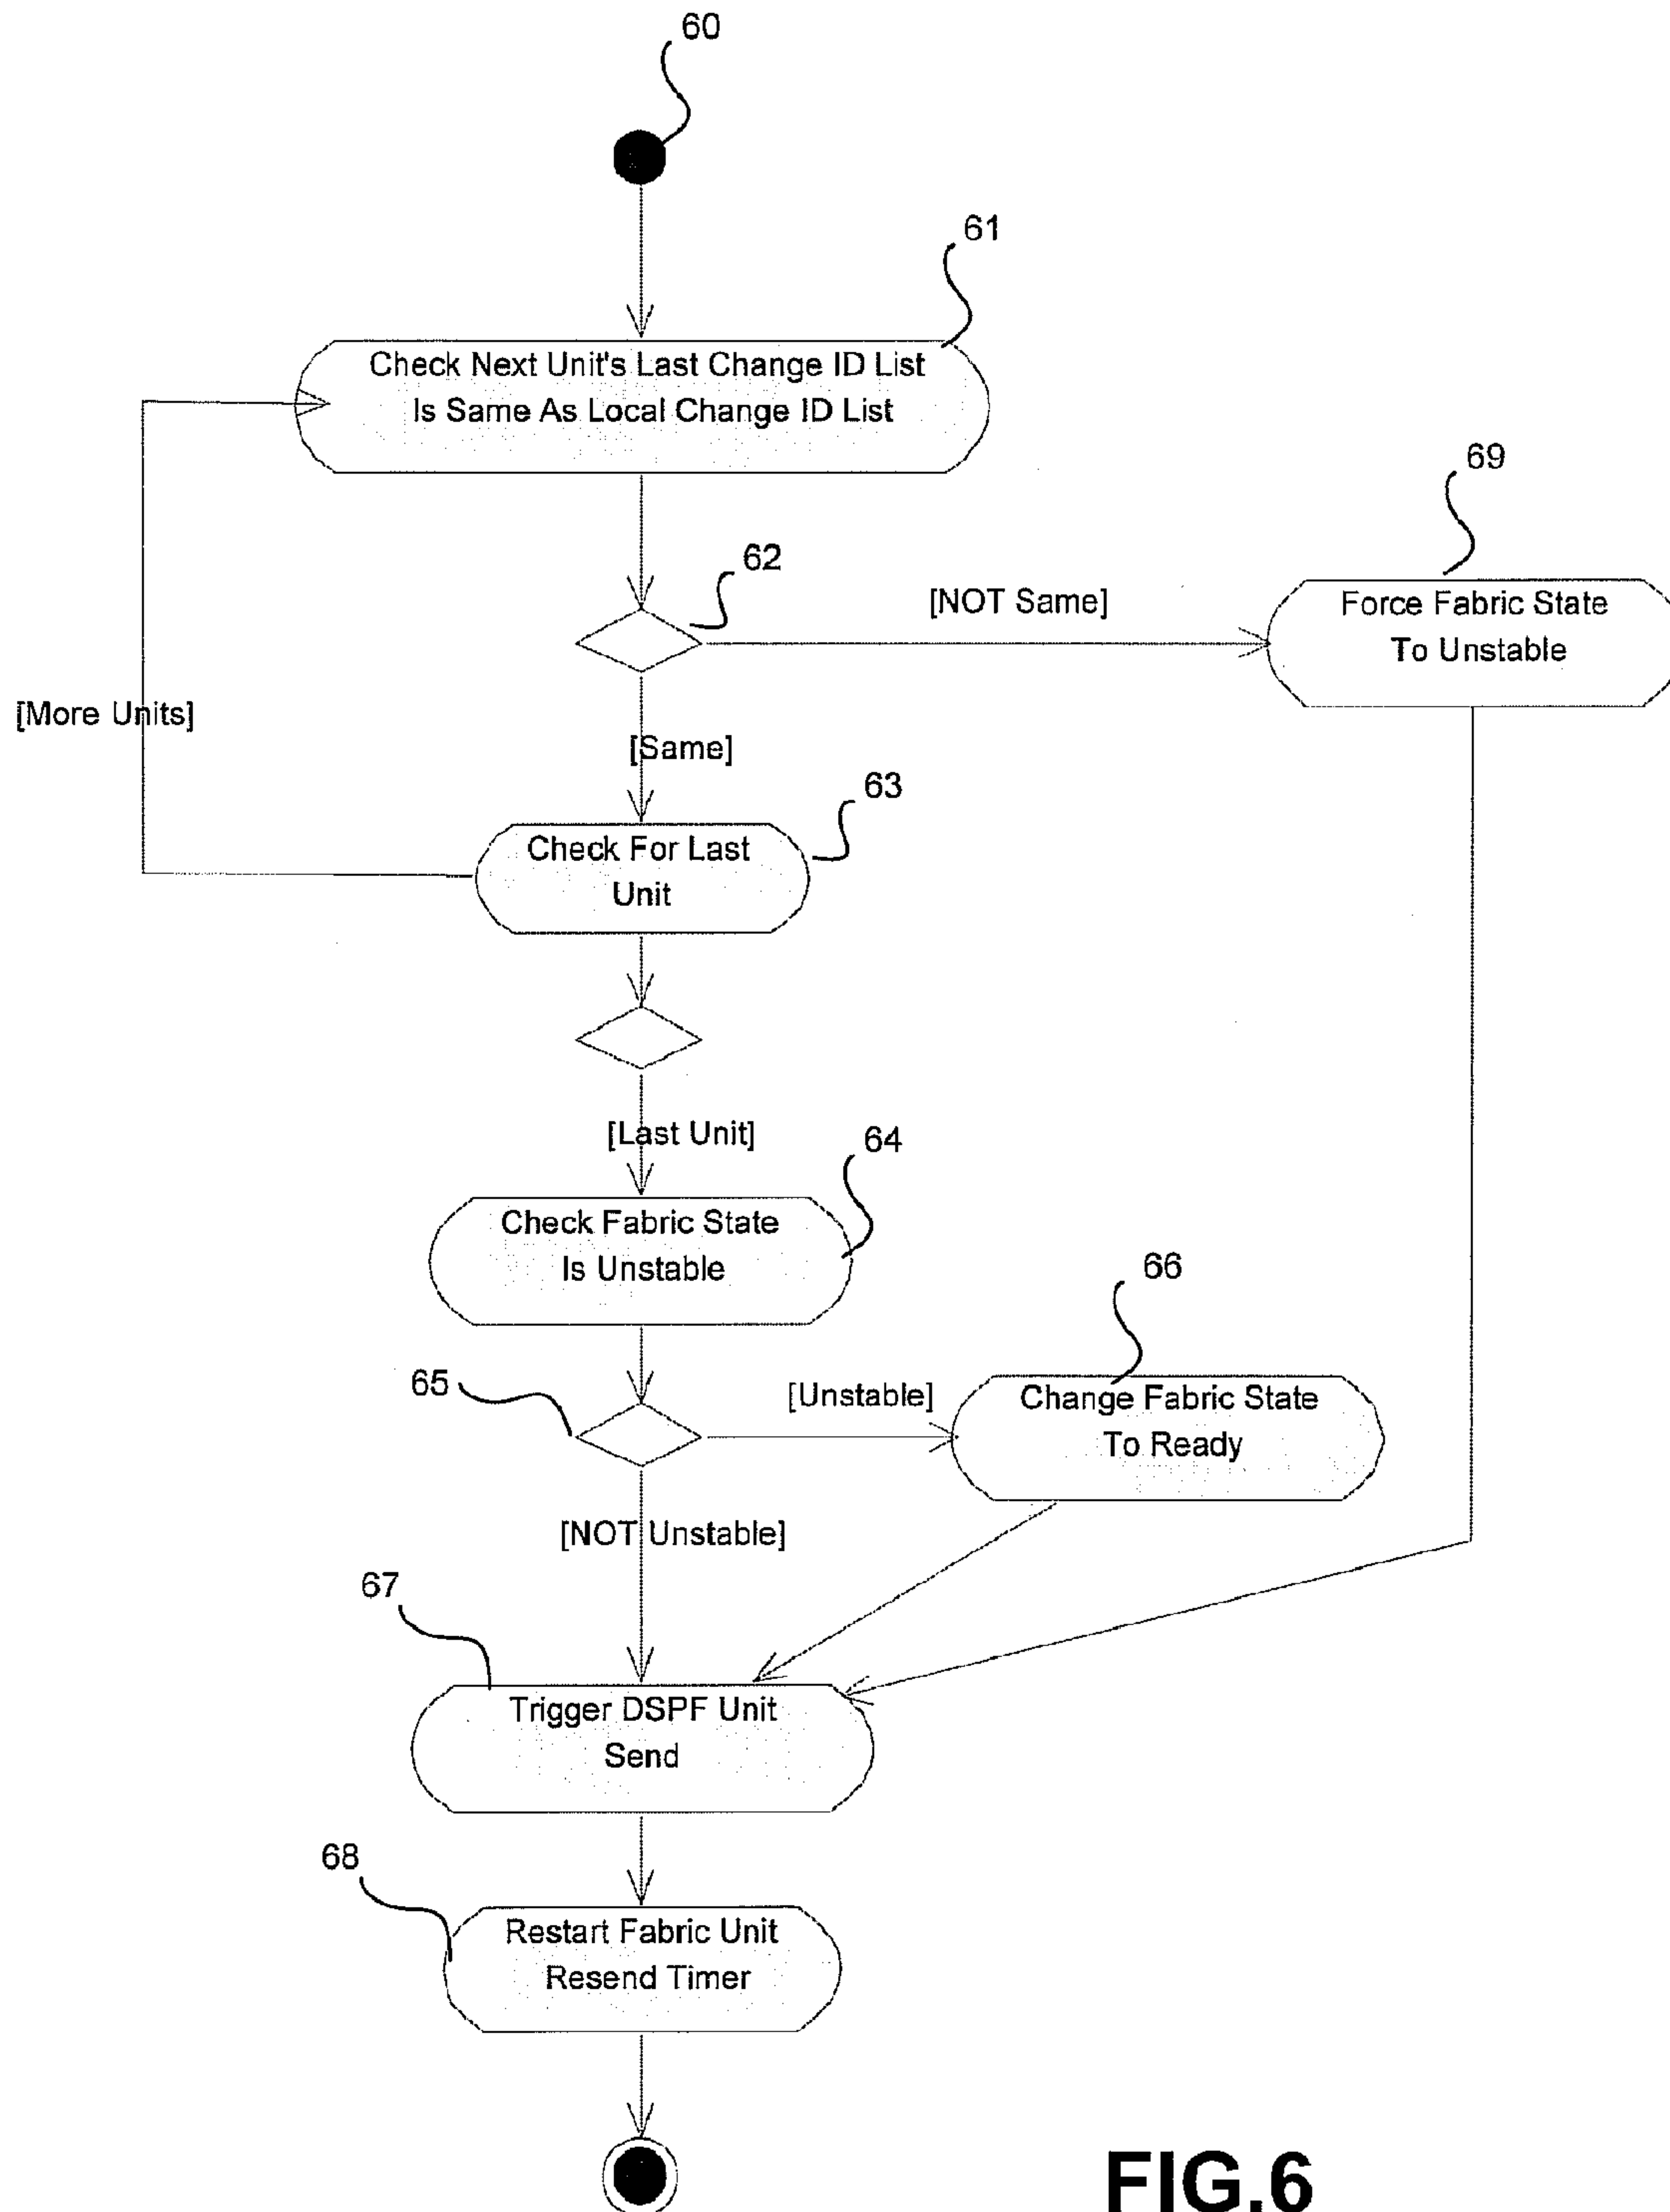 60
61
Check Next Unit's Last Change ID List
Is Same As Local Change ID List
69
62
[NOT Same]
Force Fabric State
To Unstable
[More Units]
[Same]
63
Check For Last
Unit
[Last Unit]
64
Check Fabric State
Is Unstable
66
65
[Unstable]
Change Fabric State
To Ready
[NOT Unstable]
67
Trigger DSPF Unit
Send
68
Restart Fabric Unit
Resend Timer
FIG.6